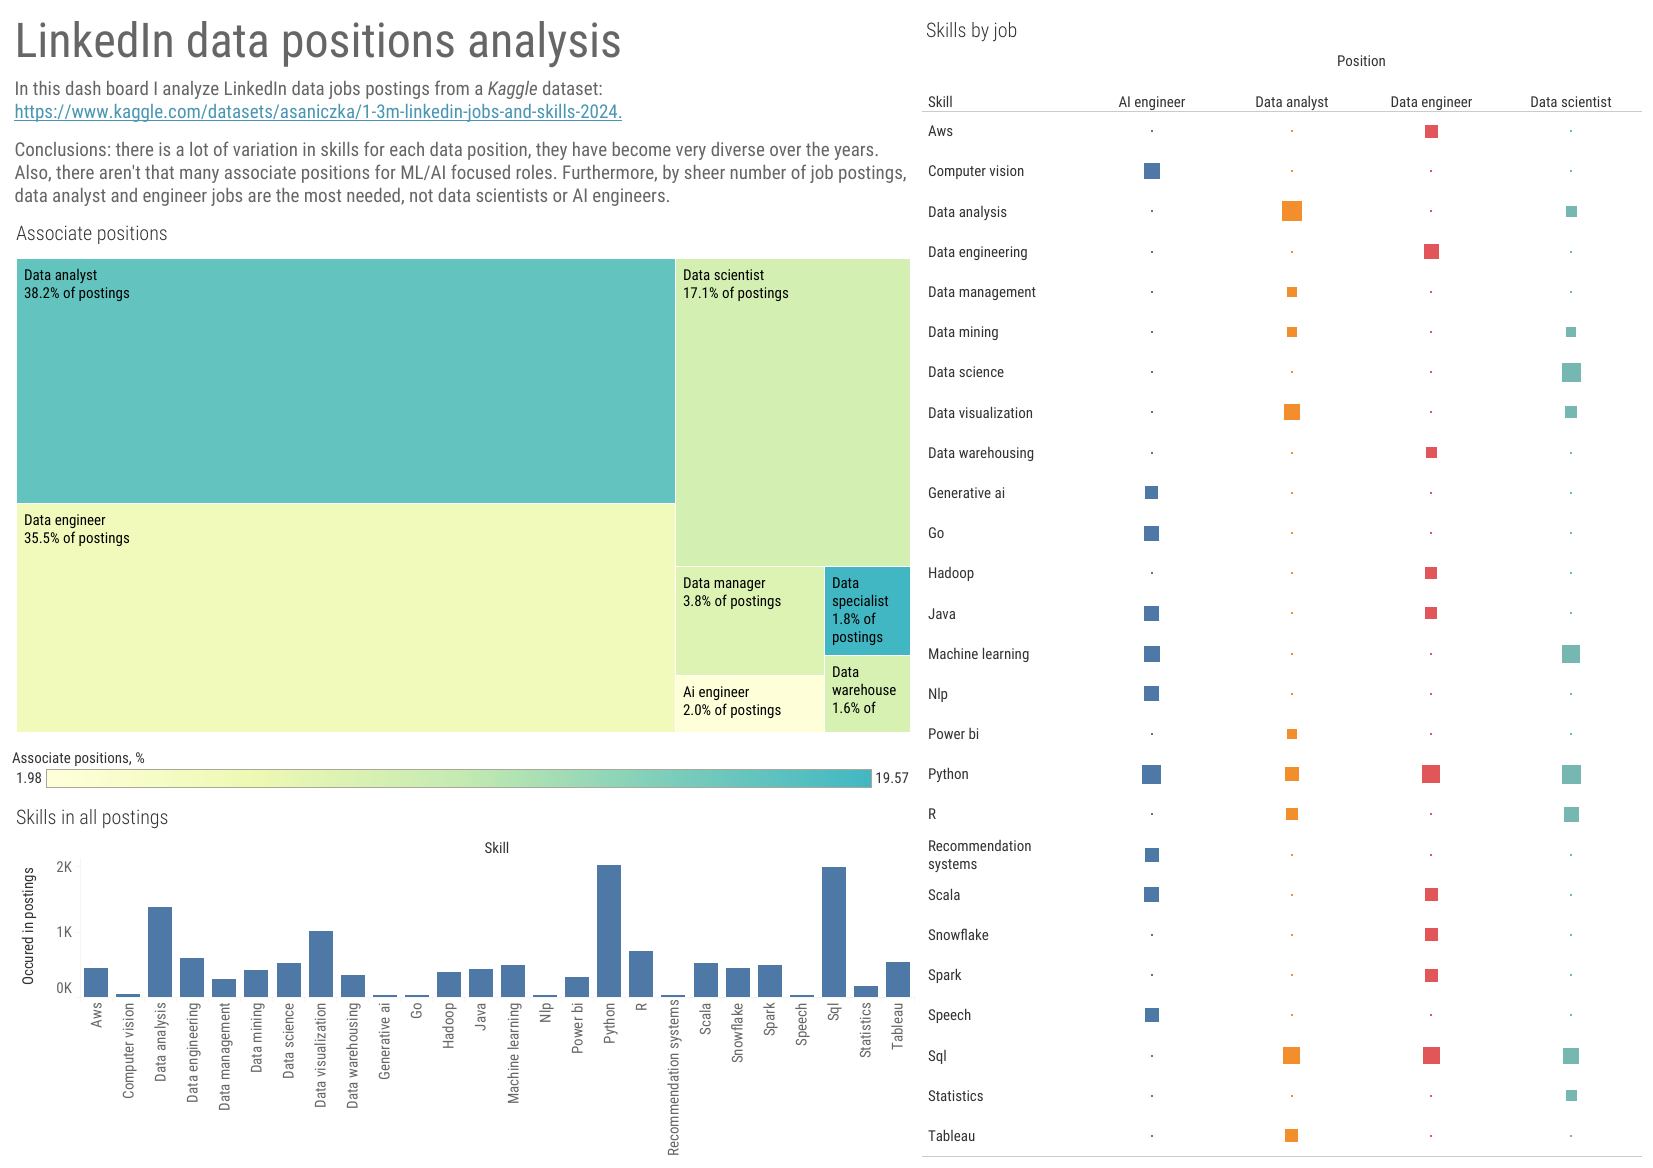 LinkedIn data positions analysis
In this dash board I analyze LinkedIn data jobs postings from a Kaggle dataset:
https://www.kaggle.com/datasets/asaniczka/1-3m-linkedin-jobs-and-skills-2024.
Conclusions: there is a lot of variation in skills for each data position, they have become very diverse over the years.
Also, there aren't that many associate positions for ML/AI focused roles. Furthermore, by sheer number of job postings,
data analyst and engineer jobs are the most needed, not data scientists or AI engineers.
Associate positions
Data analyst
38.2% of postings
Data scientist
17.1% of postings
Data engineer
35.5% of postings
Data manager
3.8% of postings
Data
specialist
1.8% of
postings
Ai engineer
2.0% of postings
Data
warehouse
1.6% of
Associate positions, %
1.98
19.57
Skills in all postings
Skill
Occured in postings
2K
1K
0K
Aws
Computer vision
Data analysis
Data engineering
Data management
Data mining
Data science
Data visualization
Data warehousing
Generative ai
Go
Hadoop
Java
Machine learning
Nlp
Power bi
Python
R
Recommendation systems
Scala
Snowflake
Spark
Speech
Sql
Statistics
Tableau
Skills by job
Position
Skill AI engineer Data analyst Data engineer Data scientist
Aws
Computer vision
Data analysis
Data engineering
Data management
Data mining
Data science
Data visualization
Data warehousing
Generative ai
Go
Hadoop
Java
Machine learning
Nlp
Power bi
Python
R
Recommendation
systems
Scala
Snowflake
Spark
Speech
Sql
Statistics
Tableau